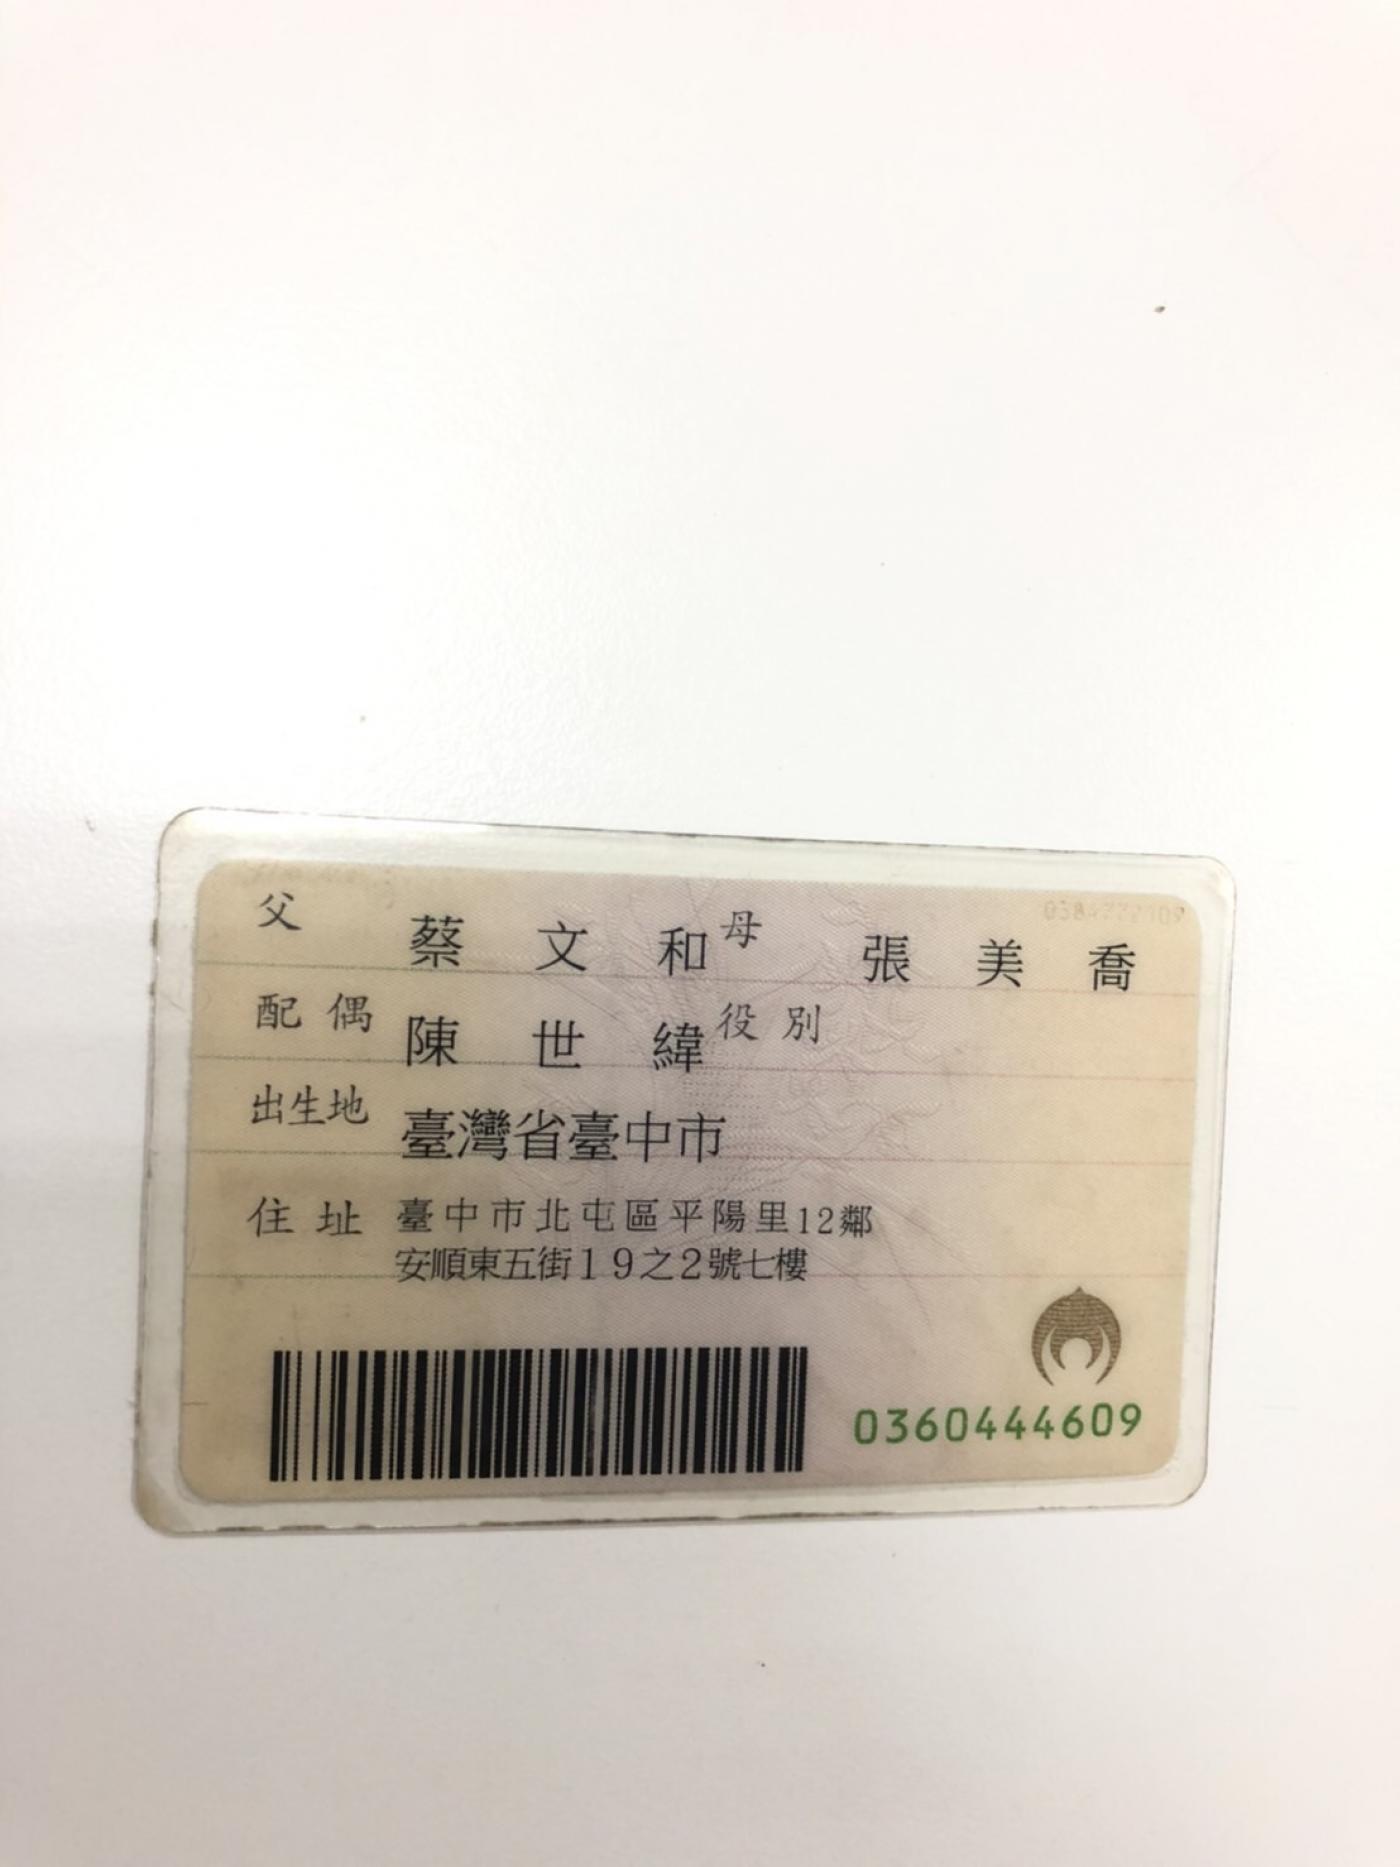 父 蔡文和 母 張美喬
配偶 陳世緯 役別
出生地 臺灣省臺中市
住址 臺中市北屯區平陽里12鄰
安順東五街19之2號七樓
0360444609